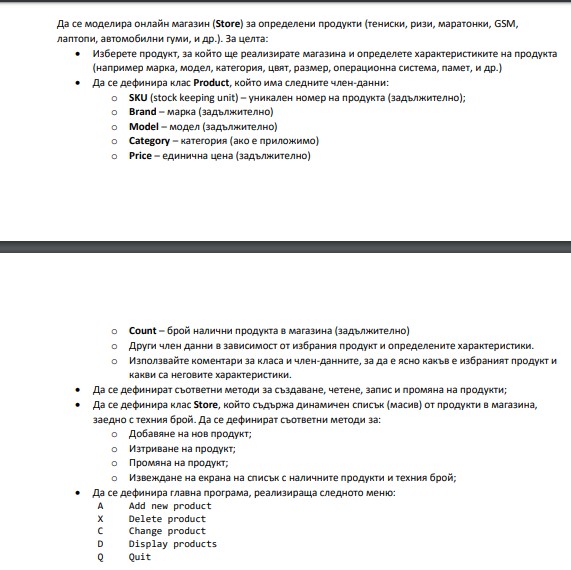 Да се моделира онлайн магазин (Store) за определени продукти (тениски, ризи, маратонки, GSM,
лаптопи, автомобилни гуми, и др.). За целта:
• Изберете продукт, за който ще реализирате магазина и определете характеристиките на продукта
(например марка, модел, категория, цвят, размер, операционна система, памет, и др.)
• Да се дефинира клас Product, който има следните член-данни:
o SKU (stock keeping unit) – уникален номер на продукта (задължително);
o Brand – марка (задължително)
o Model – модел (задължително)
o Category – категория (ако е приложимо)
o Price – единична цена (задължително)
o Count – брой налични продукта в магазина (задължително)
o Други член данни в зависимост от избрания продукт и определените характеристики.
o Използвайте коментари за класа и член-данните, за да е ясно какъв е избраният продукт и
какви са неговите характеристики.
• Да се дефинират съответни методи за създаване, четене, запис и промяна на продукти;
• Да се дефинира клас Store, който съдържа динамичен списък (масив) от продукти в магазина,
заедно с техния брой. Да се дефинират съответни методи за:
o Добавяне на нов продукт;
o Изтриване на продукт;
o Промяна на продукт;
o Извеждане на екрана на списък с наличните продукти и техния брой;
• Да се дефинира главна програма, реализираща следното меню:
A Add new product
X Delete product
C Change product
D Display products
Q Quit